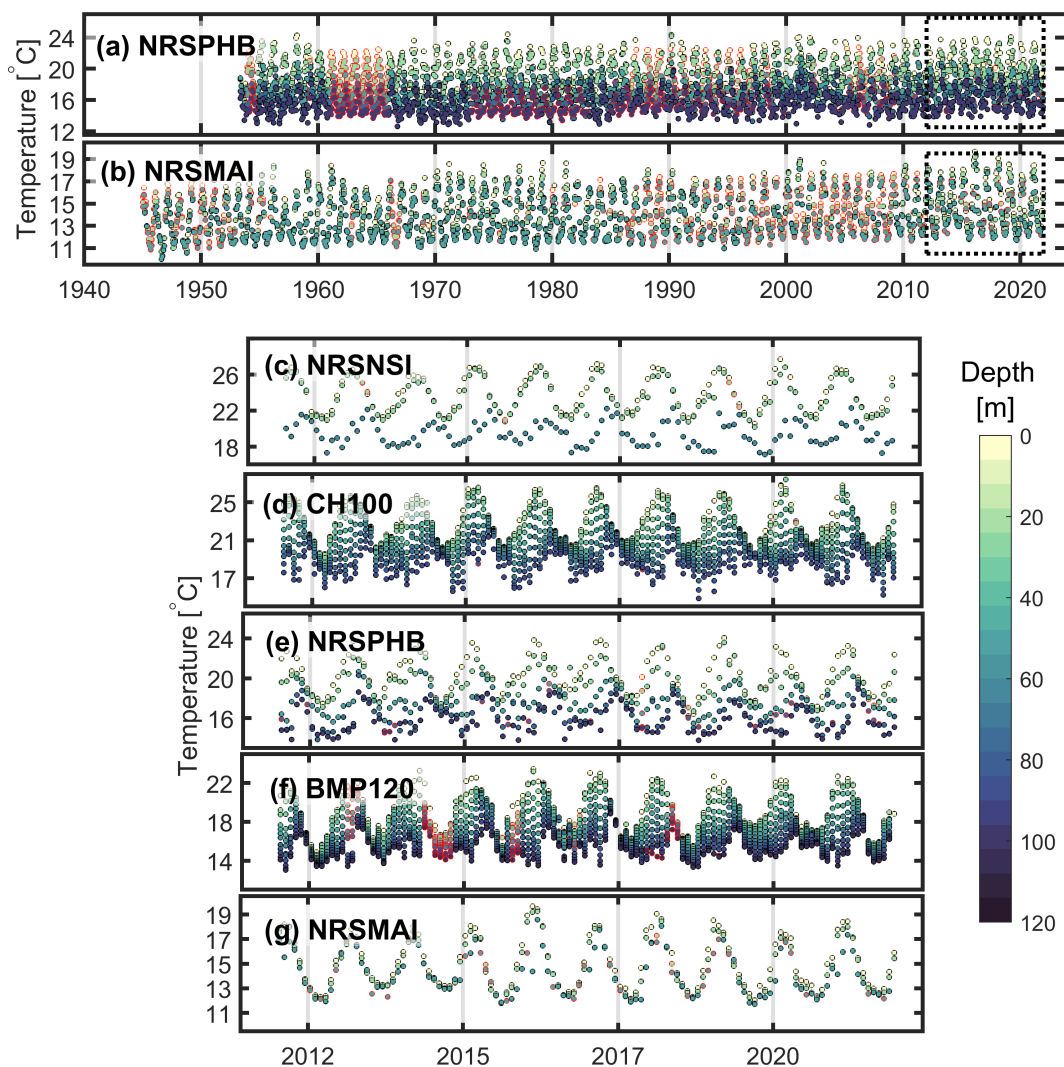 (a) NRSPHB
24
20
16
12
(b) NRSMAI
19
17
15
13
11
Temperature [°C]
1940 1950 1960 1970 1980 1990 2000 2010 2020
(c) NRSNSI
26
22
18
(d) CH100
25
21
17
(e) NRSPHB
24
20
16
(f) BMP120
22
18
14
(g) NRSMAI
19
17
15
13
11
Temperature [°C]
2012 2015 2017 2020
Depth
[m]
0
20
40
60
80
100
120